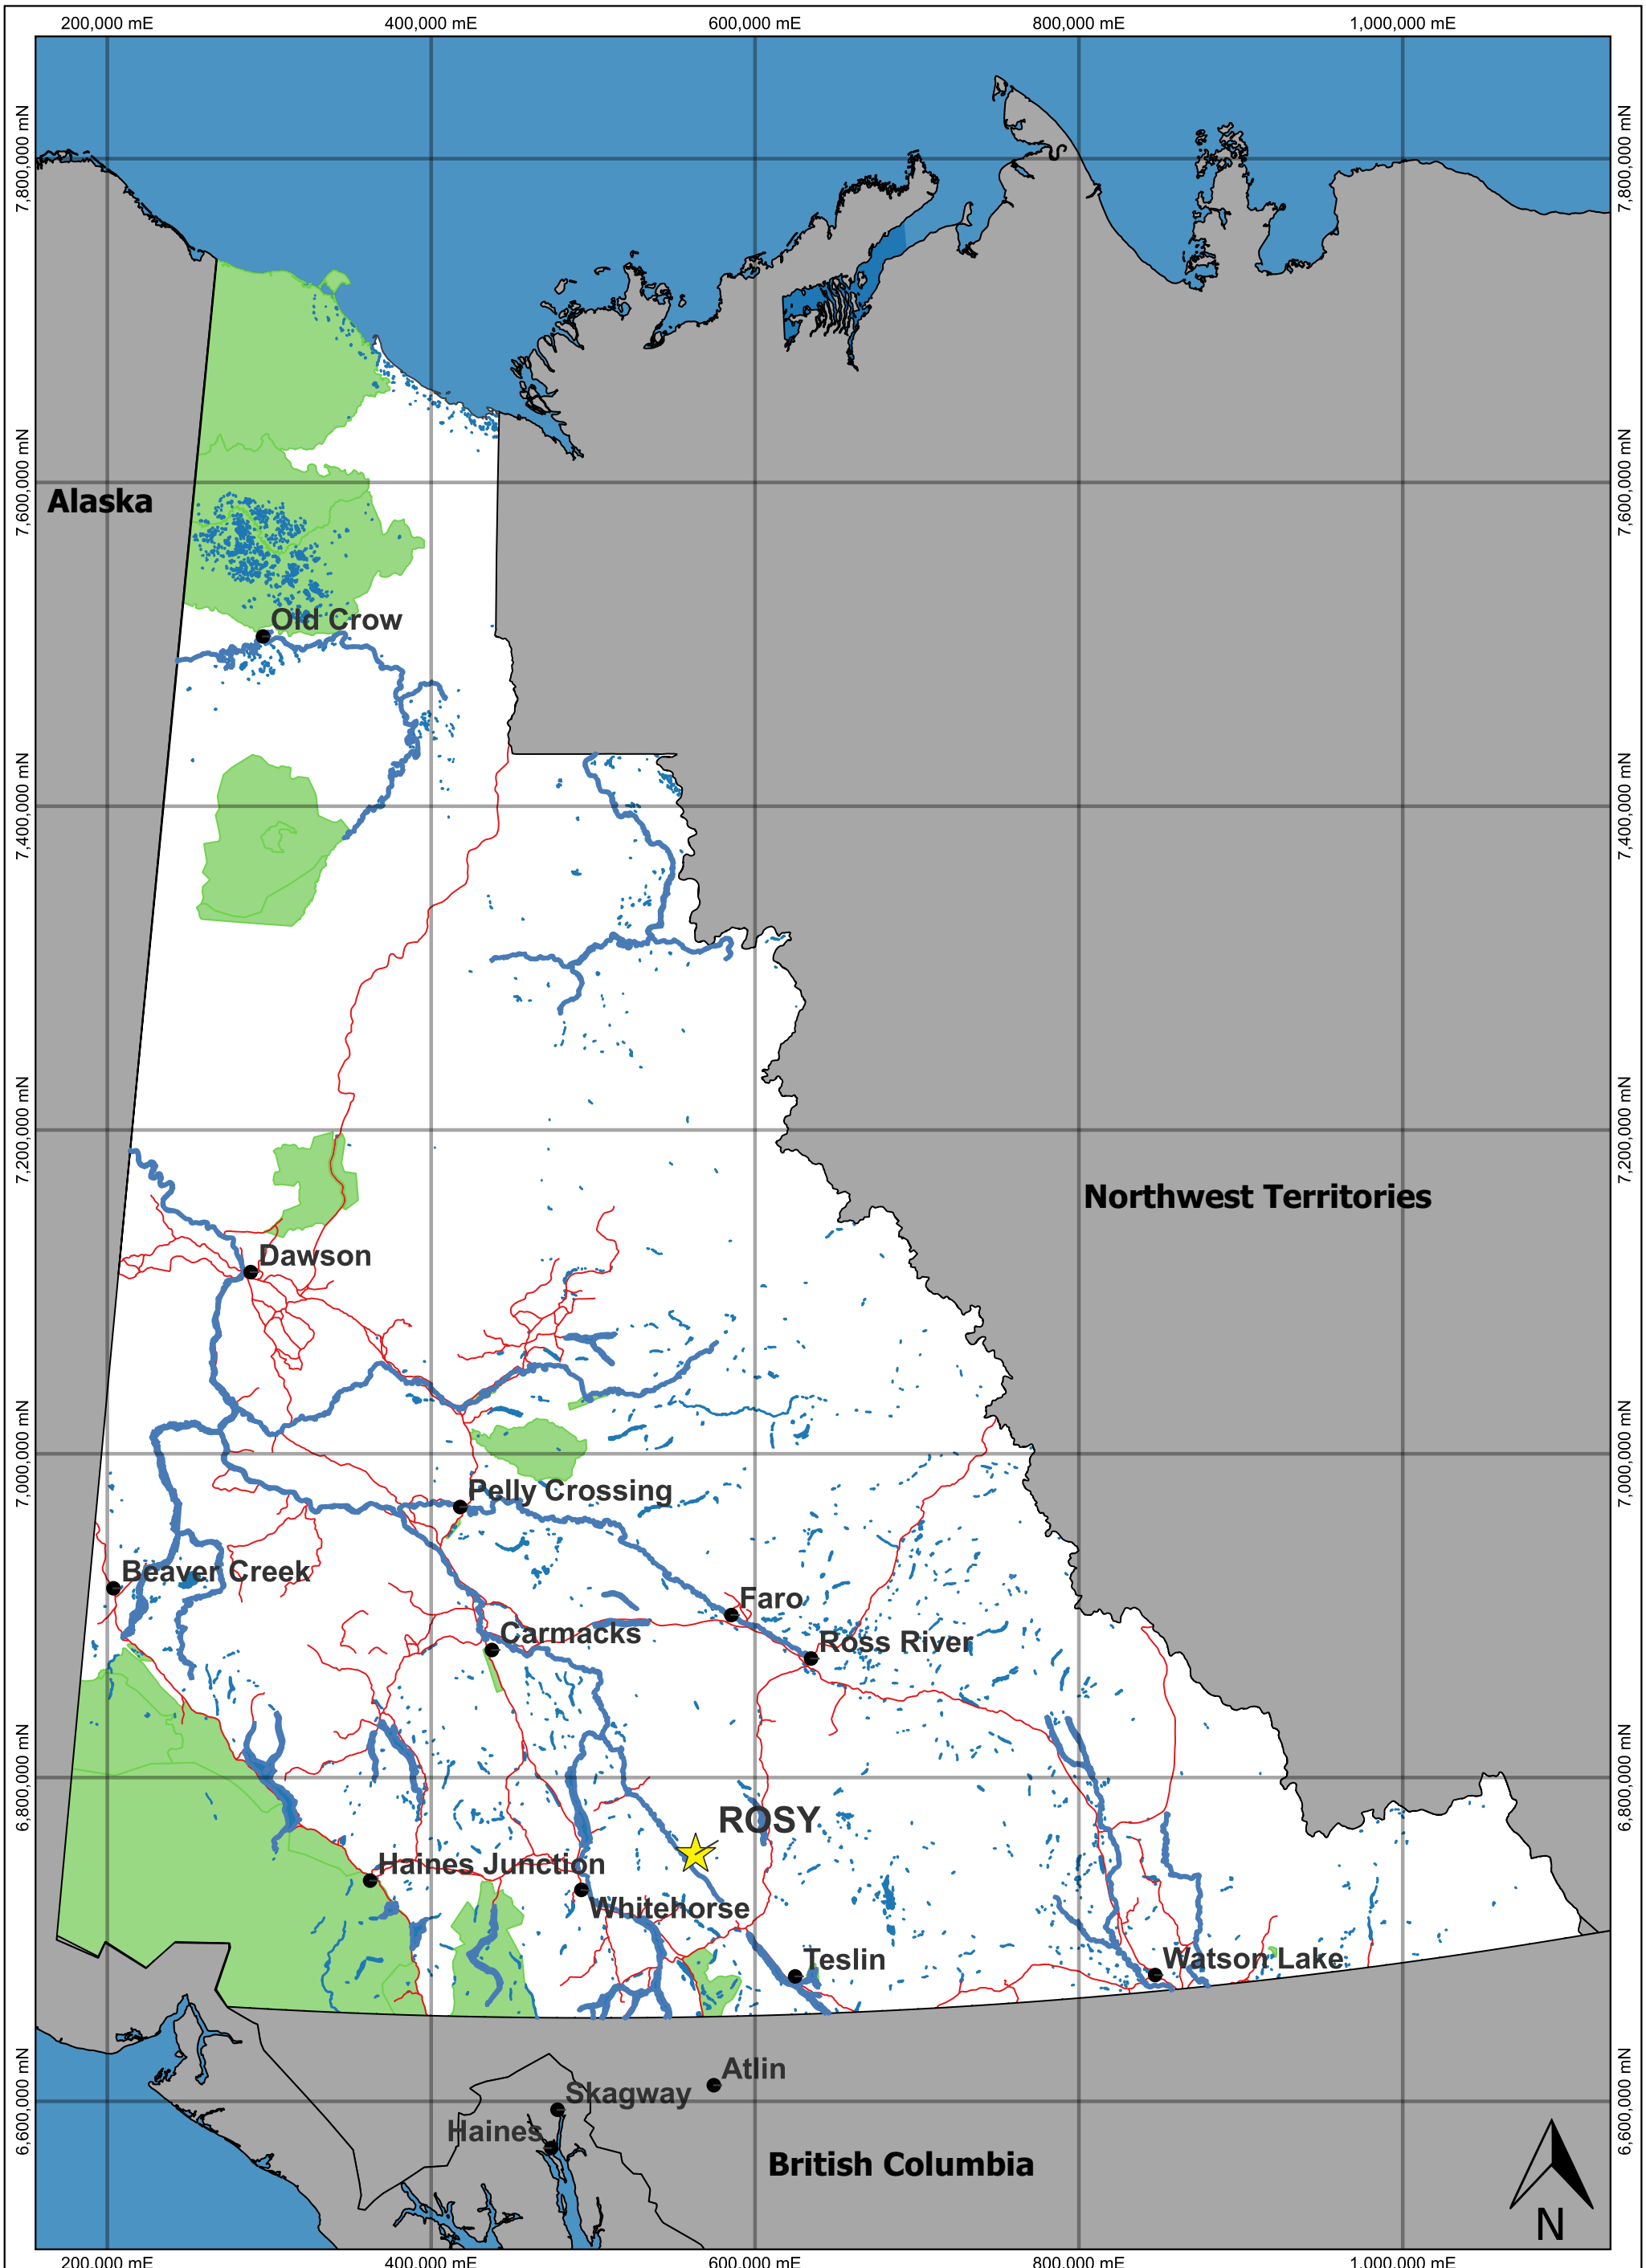 200,000 mE 400,000 mE 600,000 mE 800,000 mE 1,000,000 mE
7,800,000 mN 7,800,000 mN
7,600,000 mN 7,600,000 mN
Alaska
Old Crow
7,400,000 mN 7,400,000 mN
7,200,000 mN 7,200,000 mN
Northwest Territories
Dawson
7,000,000 mN 7,000,000 mN
Pelly Crossing
Beaver Creek
Faro
Carmacks
Ross River
6,800,000 mN 6,800,000 mN
ROSY
Haines Junction
Whitehorse
Teslin
Watson Lake
Atlin
Skagway
6,600,000 mN 6,600,000 mN
Haines
British Columbia
N
200,000 mE 400,000 mE 600,000 mE 800,000 mE 1,000,000 mE